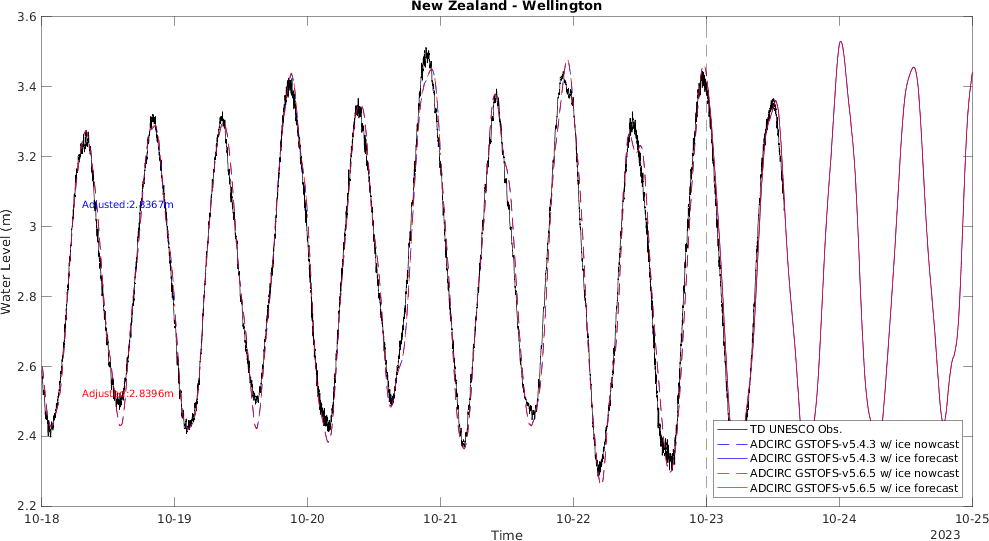 New Zealand - Wellington
3.6
3.4
3.2
3
2.8
2.6
2.4
2.2
Water Level (m)
Adjusted:2.8367m
Adjusted:2.8396m
TD UNESCO Obs.
ADCIRC GSTOFS-v5.4.3 w/ ice nowcast
ADCIRC GSTOFS-v5.4.3 w/ ice forecast
ADCIRC GSTOFS-v5.6.5 w/ ice nowcast
ADCIRC GSTOFS-v5.6.5 w/ ice forecast
10-18 10-19 10-20 10-21 10-22 10-23 10-24 10-25
Time
2023